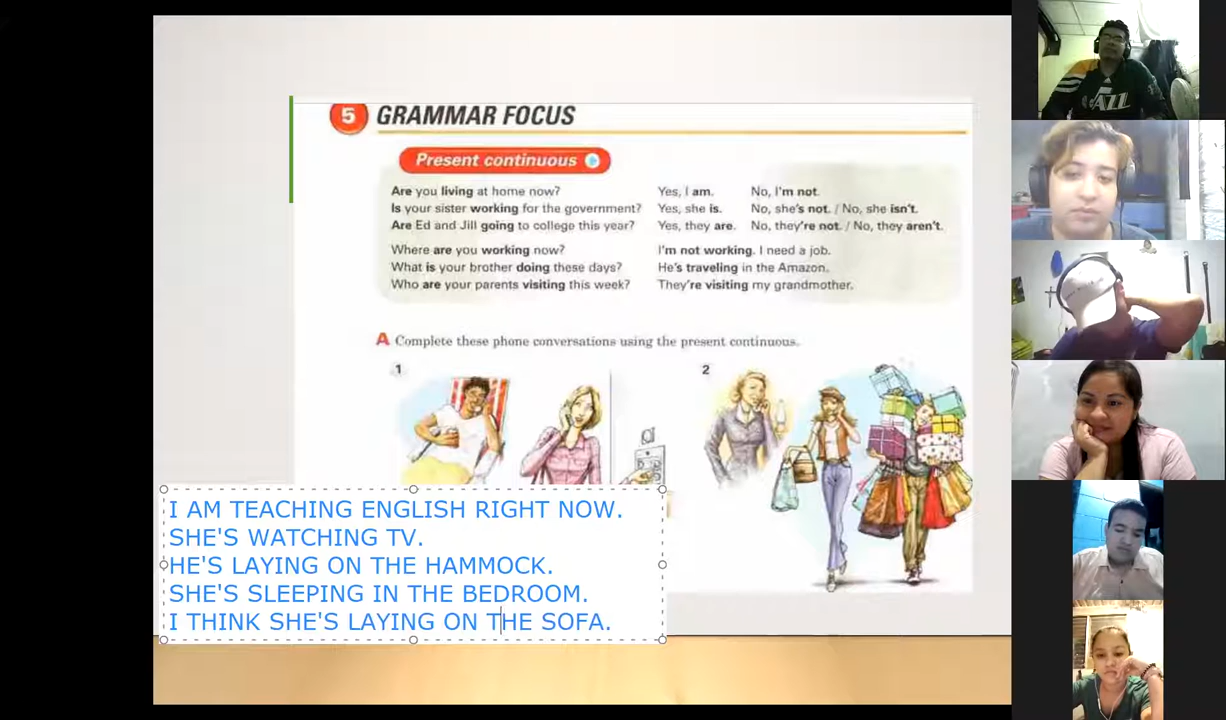 5 GRAMMAR FOCUS
Present continuous
Are you living at home now? Yes, I am. No, I'm not.
Is your sister working for the government? Yes, she is. No, she's not. / No, she isn't.
Are Ed and Jill going to college this year? Yes, they are. No, they're not. / No, they aren't.
Where are you working now? I'm not working. I need a job.
What is your brother doing these days? He's traveling in the Amazon.
Who are your parents visiting this week? They're visiting my grandmother.
A Complete these phone conversations using the present continuous.
1
2
I AM TEACHING ENGLISH RIGHT NOW.
SHE'S WATCHING TV.
HE'S LAYING ON THE HAMMOCK.
SHE'S SLEEPING IN THE BEDROOM.
I THINK SHE'S LAYING ON THE SOFA.
JAZZ